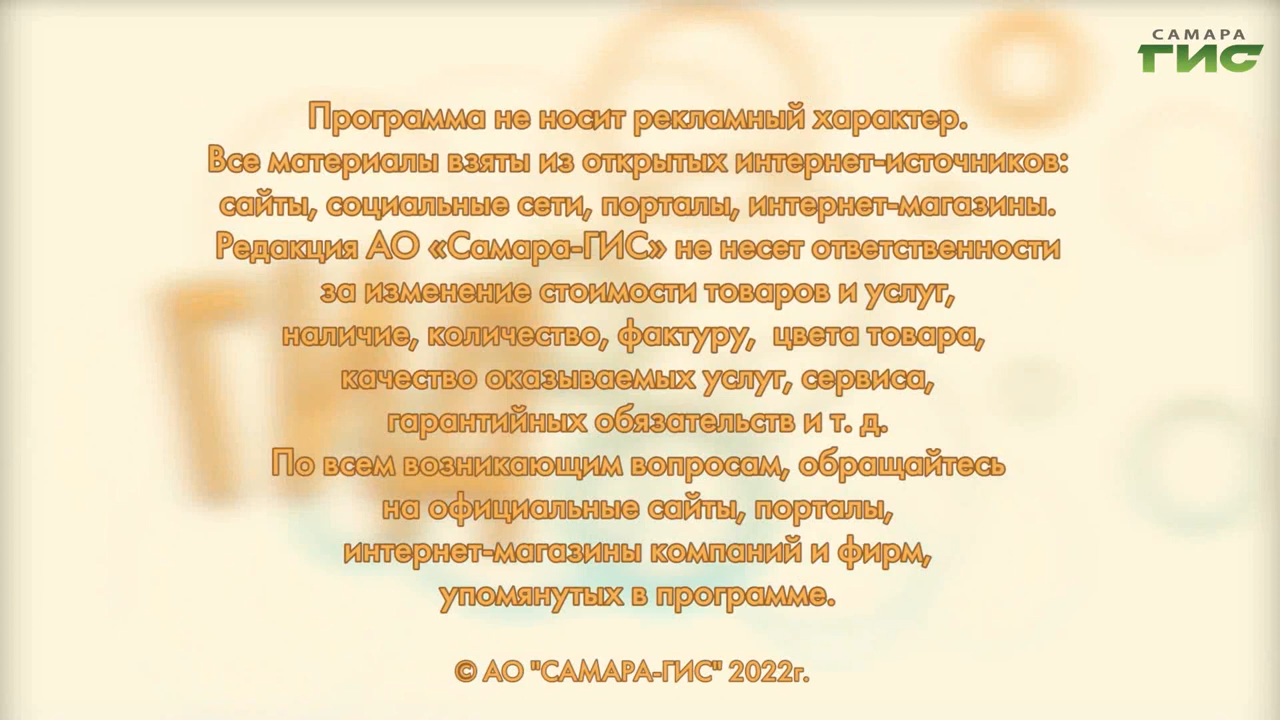 САМАРА
ГИС
Программа не носит рекламный характер.
Все материалы взяты из открытых интернет-источников:
сайты, социальные сети, порталы, интернет-магазины.
Редакция АО «Самара-ГИС» не несет ответственности
за изменение стоимости товаров и услуг,
наличие, количество, фактуру, цвета товара,
качество оказываемых услуг, сервиса,
гарантийных обязательств и т. д.
По всем возникающим вопросам, обращайтесь
на официальные сайты, порталы,
интернет-магазины компаний и фирм,
упомянутых в программе.
© АО "САМАРА-ГИС" 2022г.